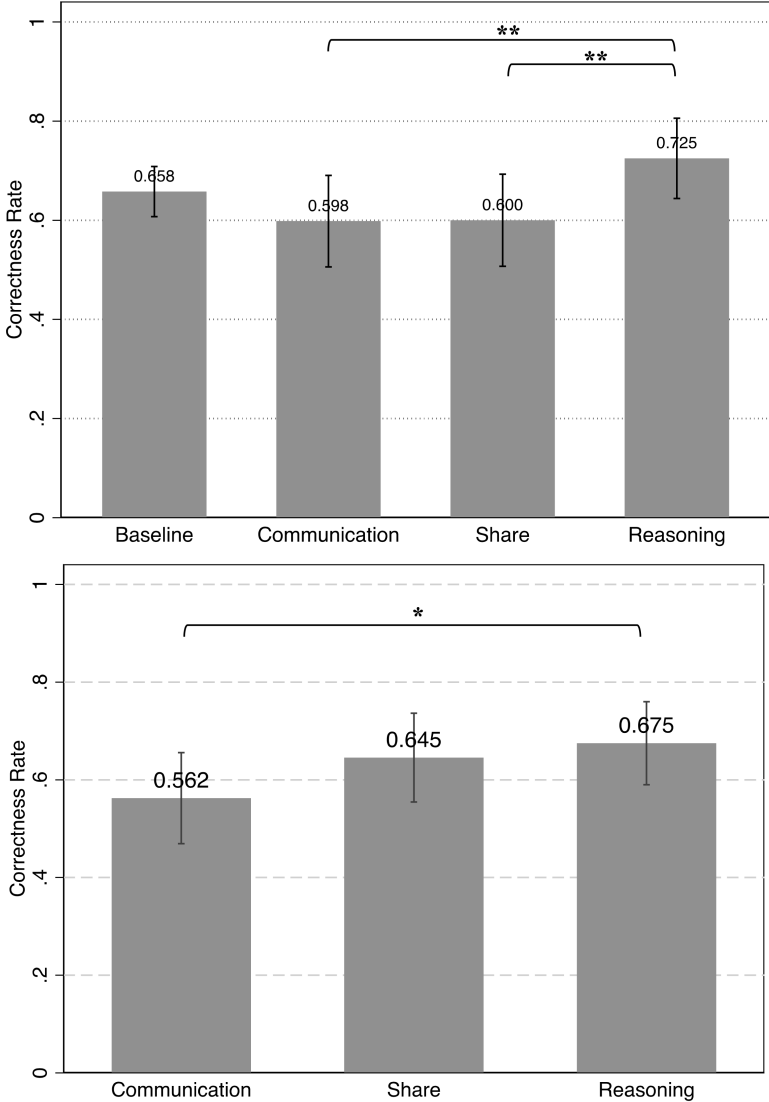 1
**
**
.8
0.725
0.658
0.598
0.600
.6
Correctness Rate
.4
.2
0
Baseline
Communication
Share
Reasoning
1
*
.8
0.675
0.645
0.562
.6
Correctness Rate
.4
.2
0
Communication
Share
Reasoning